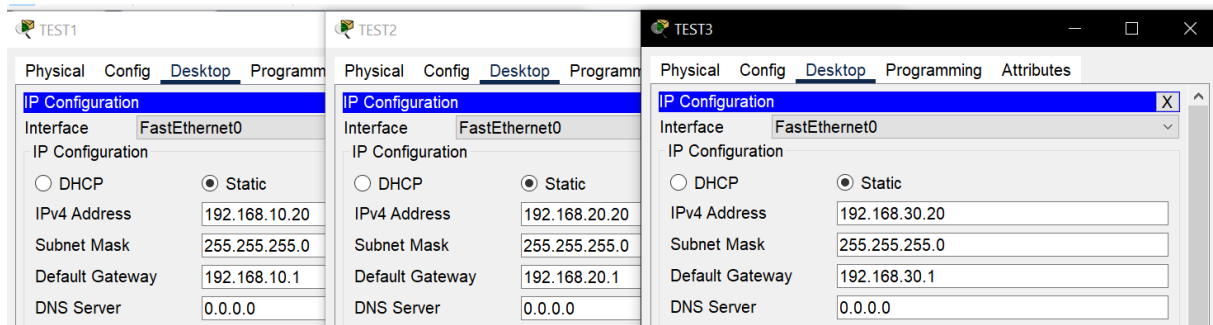 TEST1
Physical Config Desktop Programm
IP Configuration
Interface FastEthernet0
IP Configuration
DHCP Static
IPv4 Address 192.168.10.20
Subnet Mask 255.255.255.0
Default Gateway 192.168.10.1
DNS Server 0.0.0.0
TEST2
Physical Config Desktop Programm
IP Configuration
Interface FastEthernet0
IP Configuration
DHCP Static
IPv4 Address 192.168.20.20
Subnet Mask 255.255.255.0
Default Gateway 192.168.20.1
DNS Server 0.0.0.0
TEST3
Physical Config Desktop Programming Attributes
IP Configuration X
Interface FastEthernet0
IP Configuration
DHCP Static
IPv4 Address 192.168.30.20
Subnet Mask 255.255.255.0
Default Gateway 192.168.30.1
DNS Server 0.0.0.0